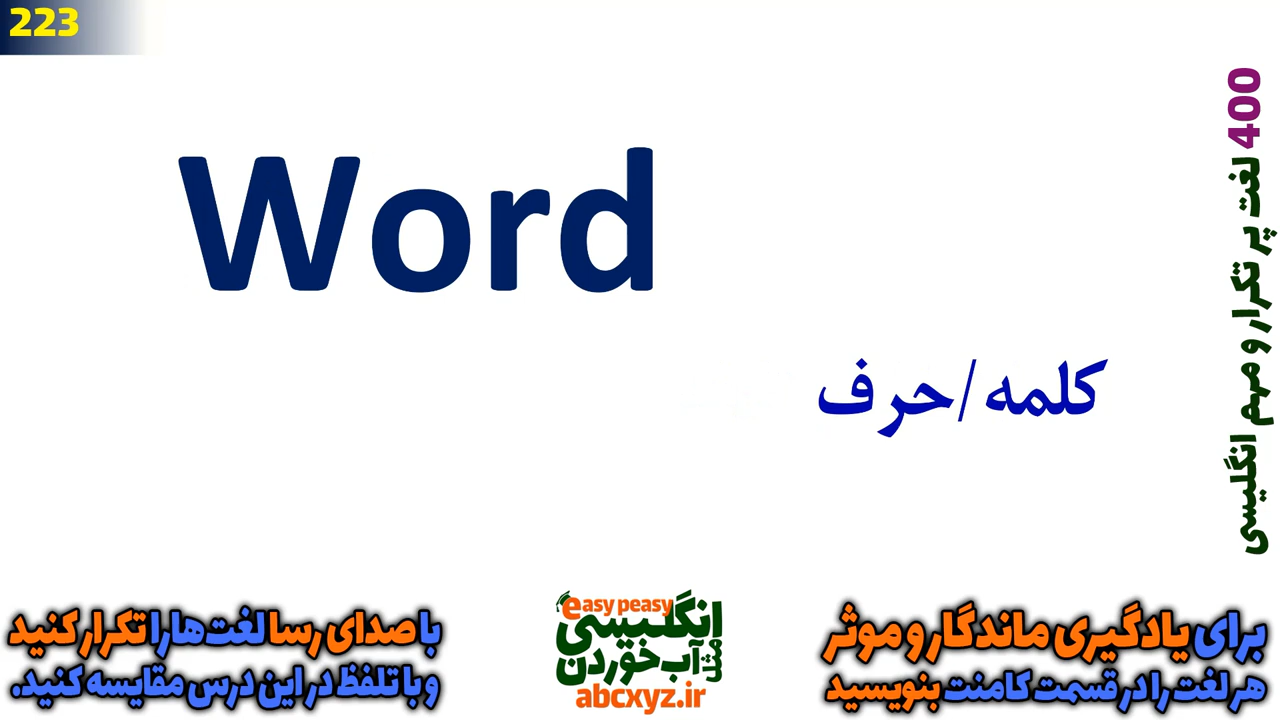 223
Word
کلمه/حرف
400 لغت پر تکرار و مهم انگلیسی
با صدای رسا لغت‌ها را تکرار کنید
و با تلفظ در این درس مقایسه کنید.
easy peasy
انگلیسی
مثل آب خوردن
abcxyz.ir
برای یادگیری ماندگار و موثر
هر لغت را در قسمت کامنت بنویسید